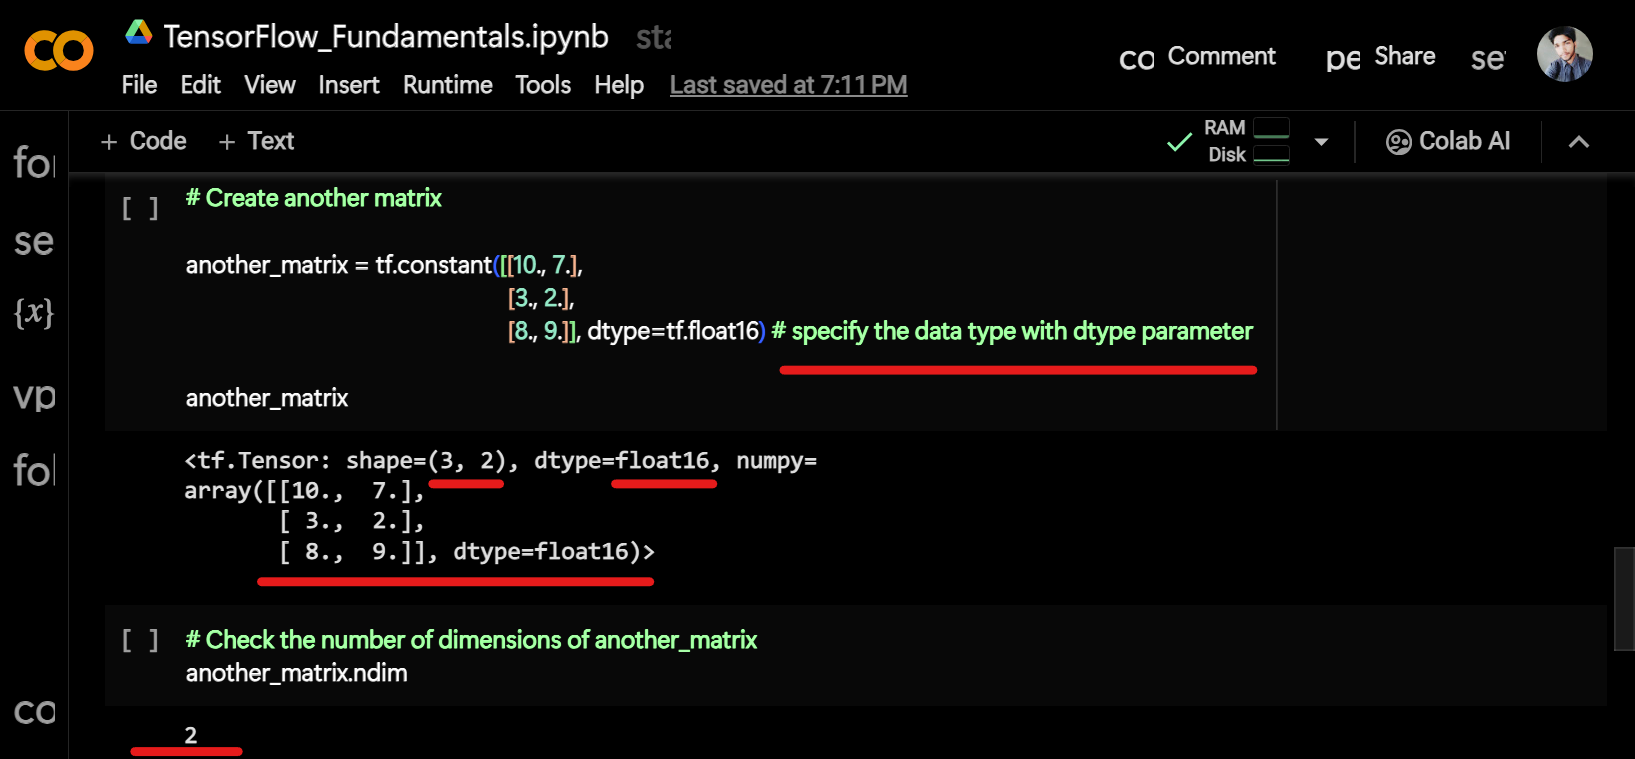 TensorFlow_Fundamentals.ipynb sta
File Edit View Insert Runtime Tools Help Last saved at 7:11 PM
co Comment pe Share se
+ Code + Text
RAM
Disk
Colab AI
for
se
{x}
vp
fol
co
[ ] # Create another matrix
another_matrix = tf.constant([[10., 7.],
[3., 2.],
[8., 9.]], dtype=tf.float16) # specify the data type with dtype parameter
another_matrix
<tf.Tensor: shape=(3, 2), dtype=float16, numpy=
array([[10.,  7.],
[ 3.,  2.],
[ 8.,  9.]], dtype=float16)>
[ ] # Check the number of dimensions of another_matrix
another_matrix.ndim
2